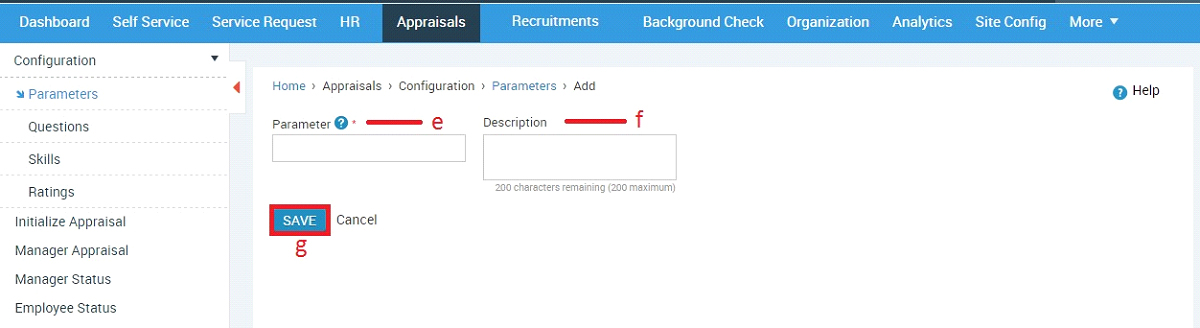 Dashboard Self Service Service Request HR Appraisals Recruitments Background Check Organization Analytics Site Config More
Configuration
Parameters
Questions
Skills
Ratings
Initialize Appraisal
Manager Appraisal
Manager Status
Employee Status
Home › Appraisals › Configuration › Parameters › Add
? Help
Parameter ? * e
Description f
200 characters remaining (200 maximum)
SAVE Cancel
g